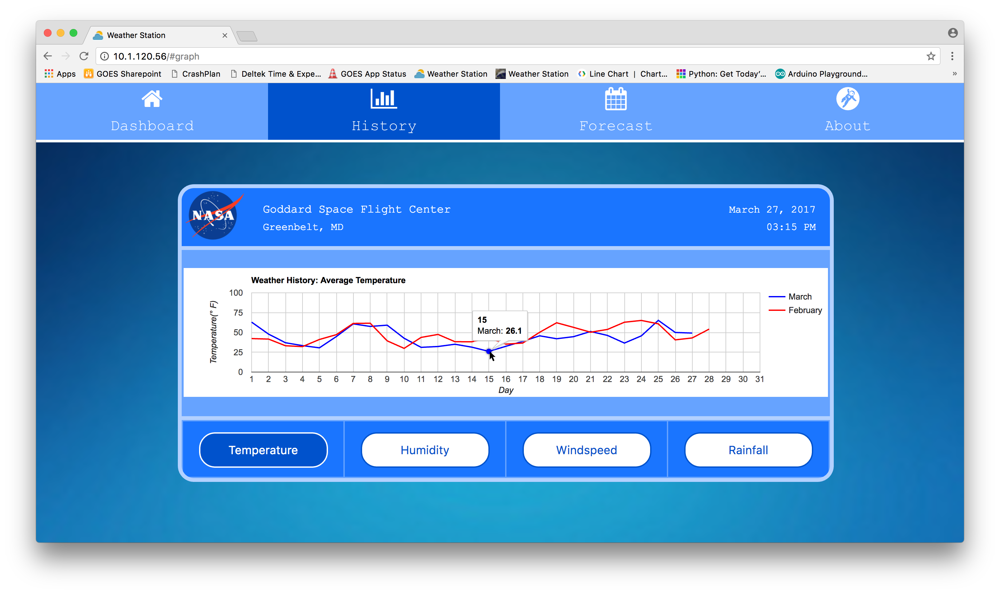 Weather Station
10.1.120.56/#graph
Apps GOES Sharepoint CrashPlan Deltek Time & Expe... GOES App Status Weather Station Weather Station Line Chart | Chart... Python: Get Today’... Arduino Playground... »
Dashboard History Forecast About
NASA
Goddard Space Flight Center
Greenbelt, MD
March 27, 2017
03:15 PM
Weather History: Average Temperature
Temperature(° F)
100
75
50
25
0
15
March: 26.1
March
February
1 2 3 4 5 6 7 8 9 10 11 12 13 14 15 16 17 18 19 20 21 22 23 24 25 26 27 28 29 30 31
Day
Temperature Humidity Windspeed Rainfall